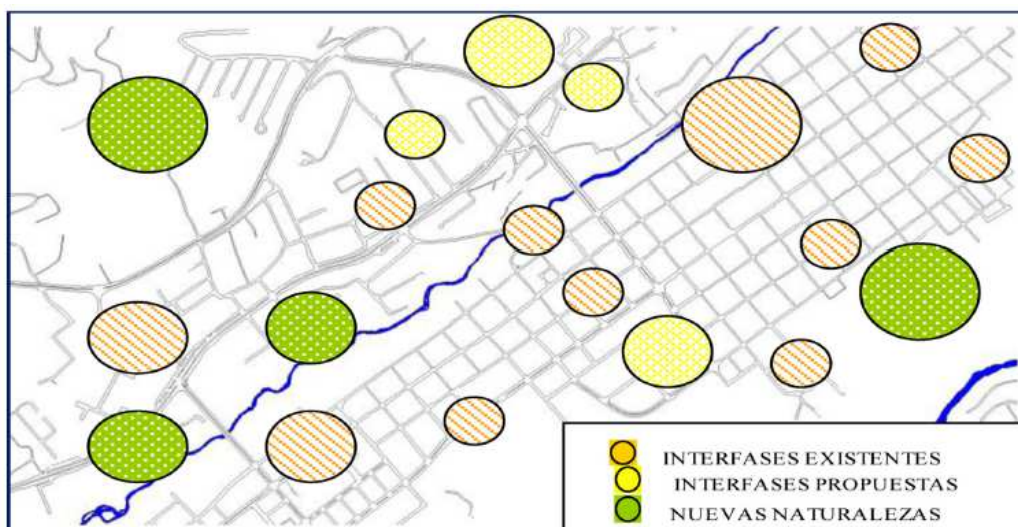 INTERFASES EXISTENTES
INTERFASES PROPUESTAS
NUEVAS NATURALEZAS